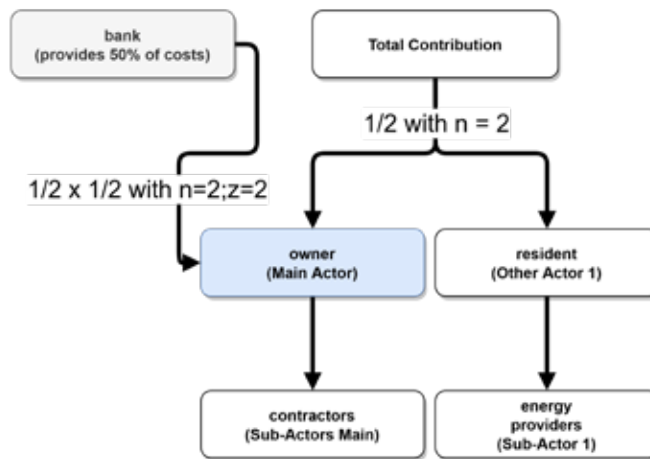 bank
(provides 50% of costs)
Total Contribution
1/2 with n = 2
1/2 x 1/2 with n=2;z=2
owner
(Main Actor)
resident
(Other Actor 1)
contractors
(Sub-Actors Main)
energy
providers
(Sub-Actor 1)